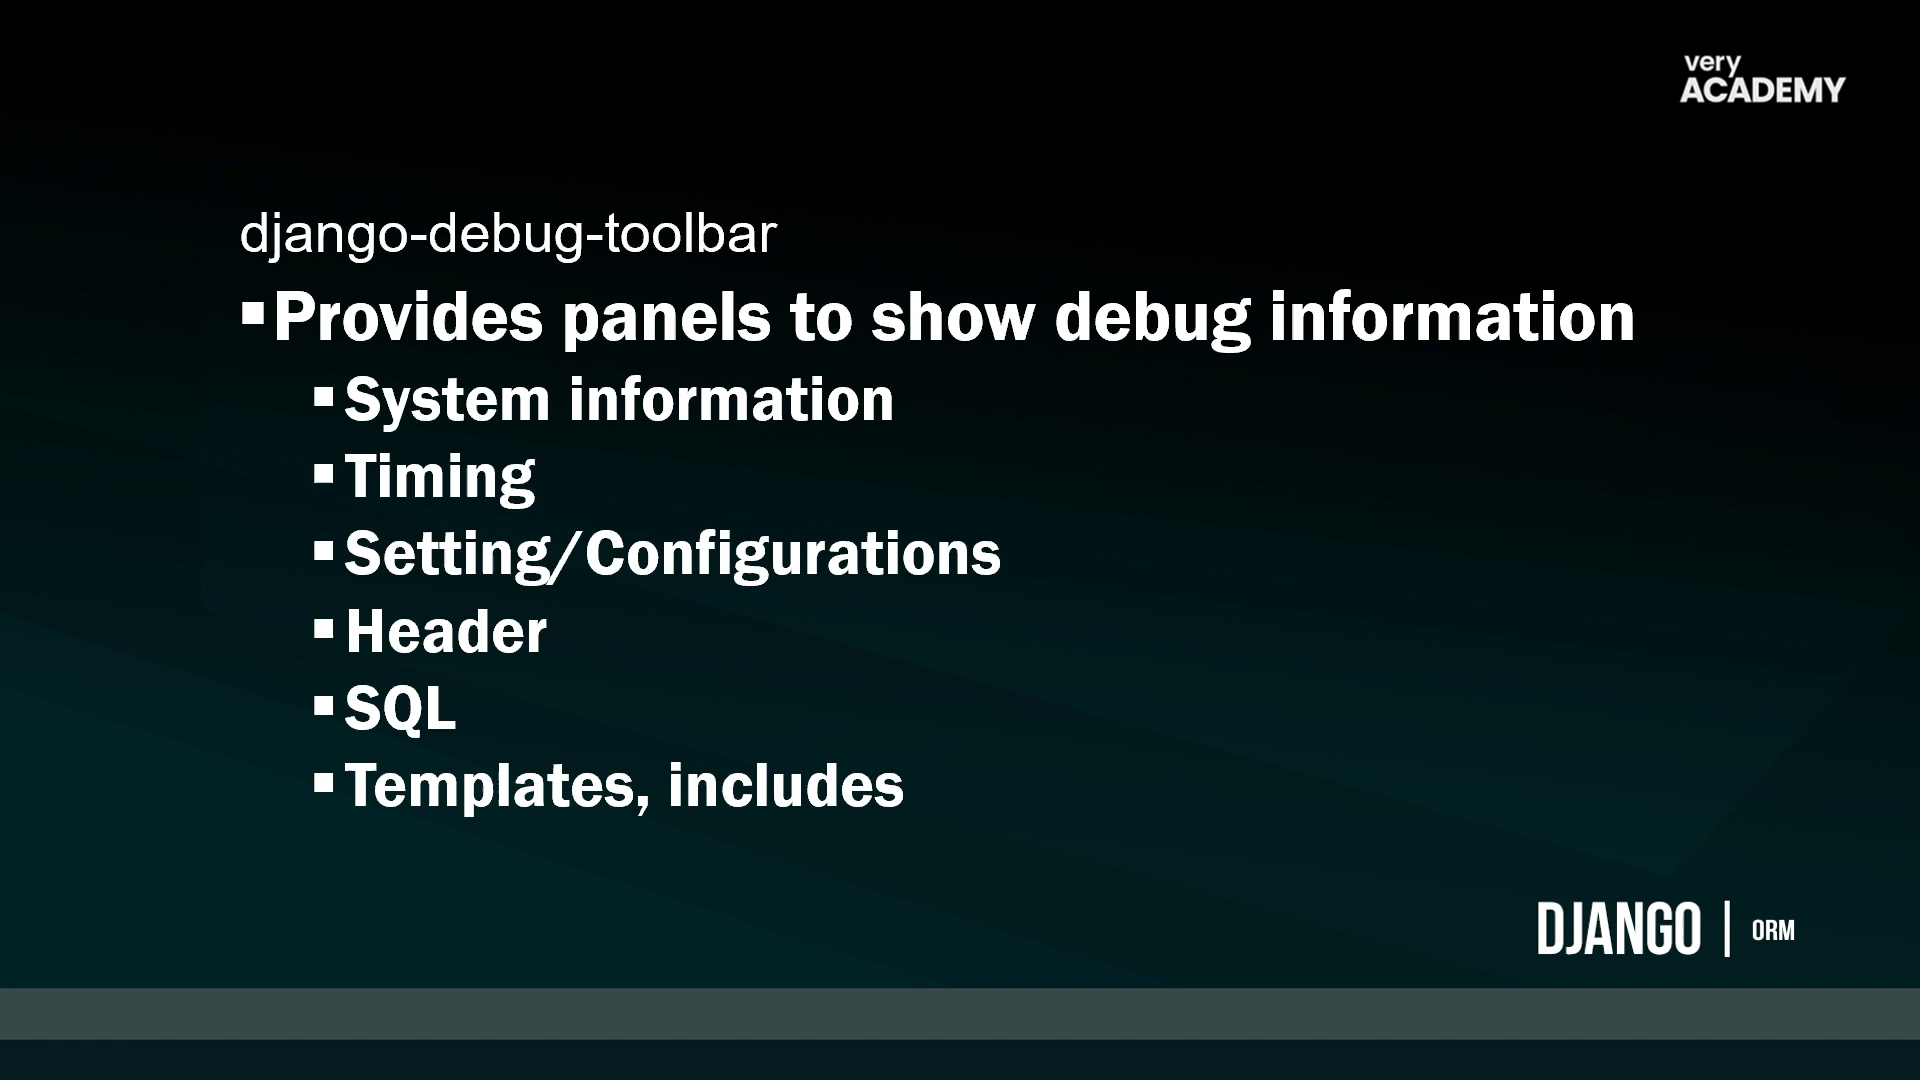 very
ACADEMY
django-debug-toolbar
▪Provides panels to show debug information
▪System information
▪Timing
▪Setting/Configurations
▪Header
▪SQL
▪Templates, includes
DJANGO | ORM